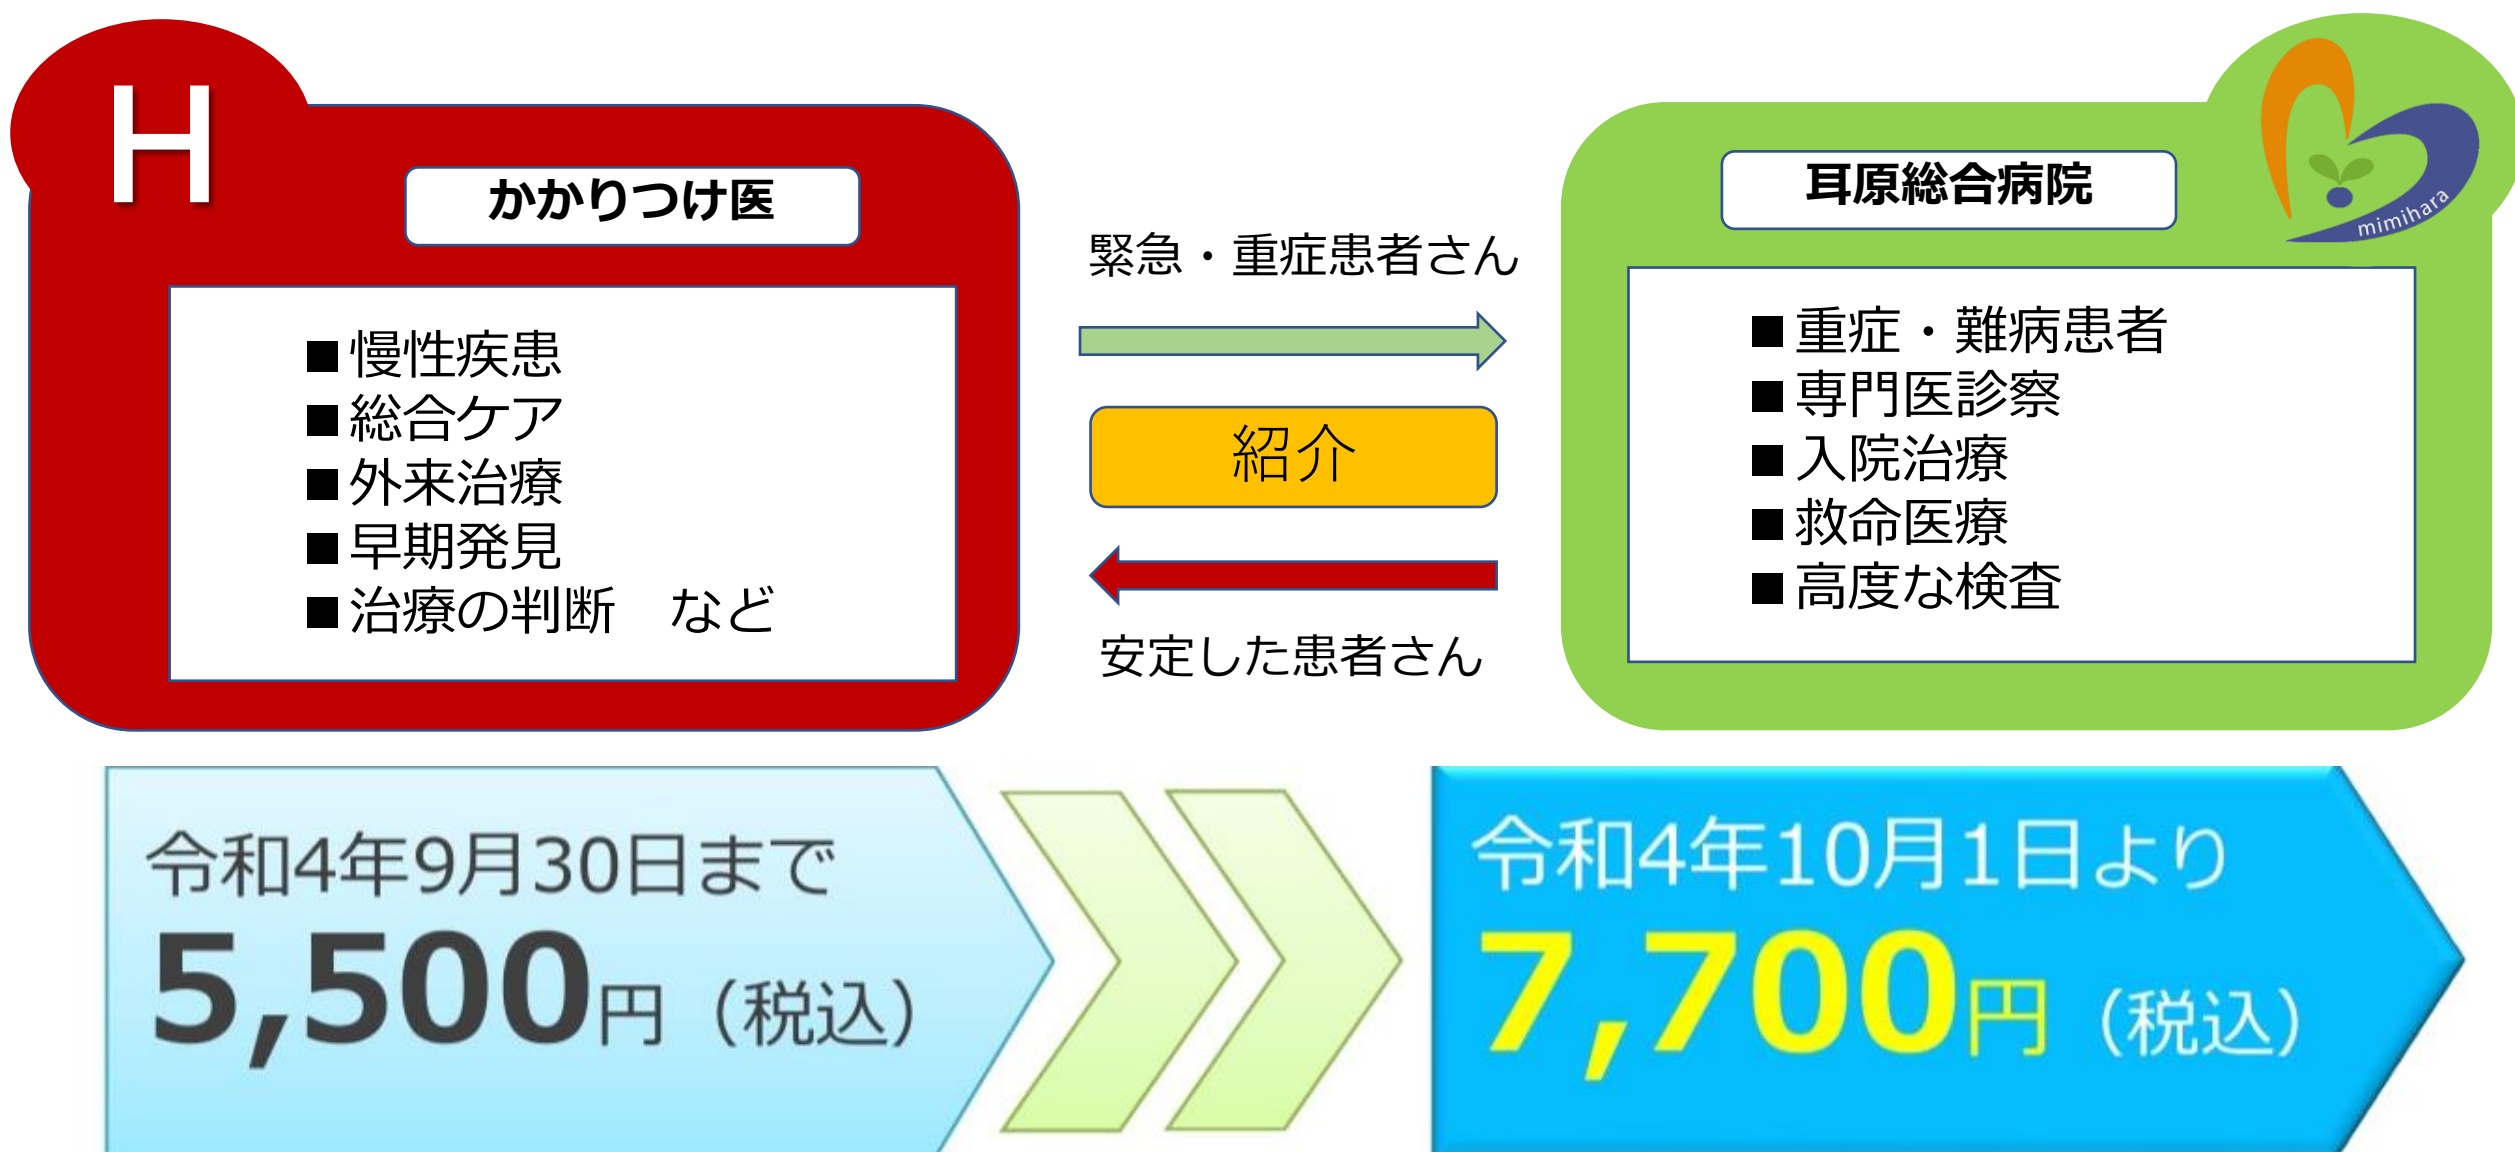 H
かかりつけ医
■慢性疾患
■総合ケア
■外来治療
■早期発見
■治療の判断　など
緊急・重症患者さん
紹介
安定した患者さん
mimihara
耳原総合病院
■重症・難病患者
■専門医診察
■入院治療
■救命医療
■高度な検査
令和4年9月30日まで
5,500円（税込）
令和4年10月1日より
7,700円（税込）